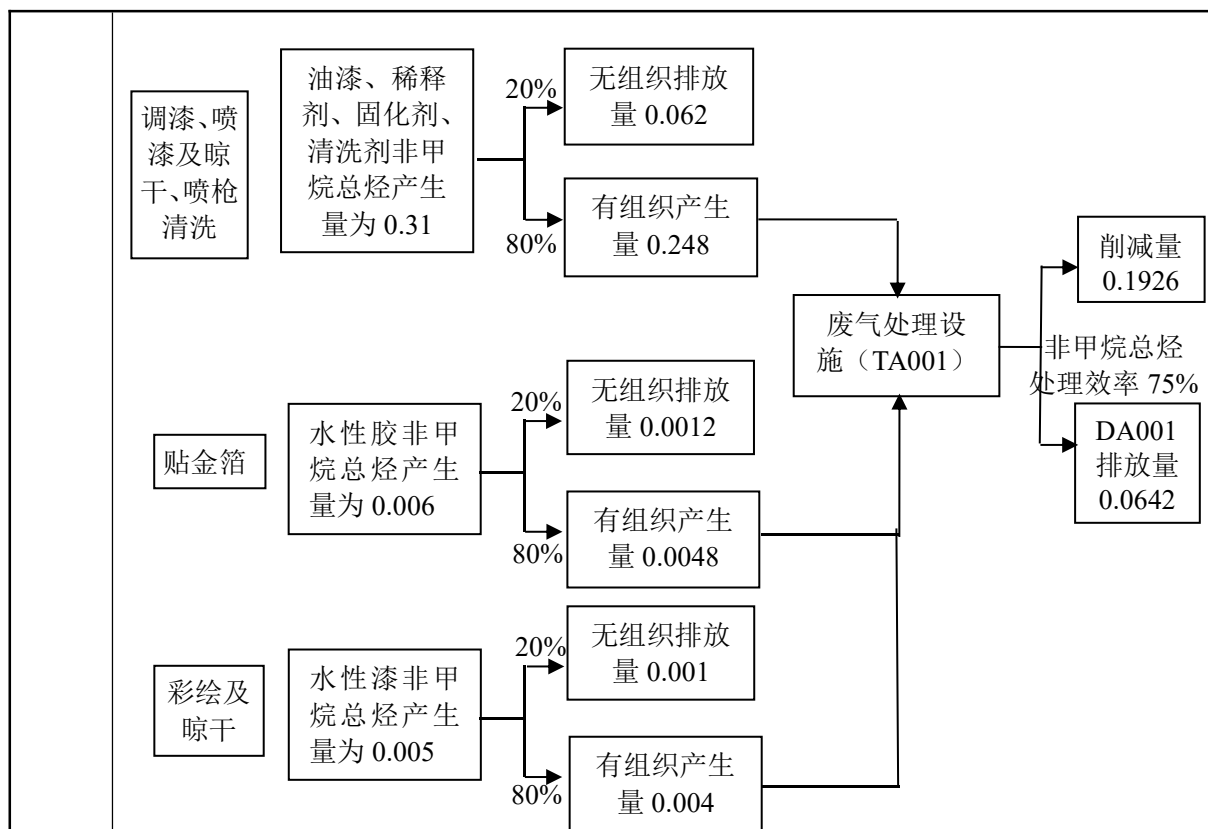 调漆、喷
漆及晾
干、喷枪
清洗
油漆、稀释
剂、固化剂、
清洗剂非甲
烷总烃产生
量为 0.31
20%
无组织排放
量 0.062
80%
有组织产生
量 0.248
废气处理设
施（TA001）
削减量
0.1926
非甲烷总烃
处理效率 75%
DA001
排放量
0.0642
贴金箔
水性胶非甲
烷总烃产生
量为 0.006
20%
无组织排放
量 0.0012
80%
有组织产生
量 0.0048
彩绘及
晾干
水性漆非甲
烷总烃产生
量为 0.005
20%
无组织排放
量 0.001
80%
有组织产生
量 0.004